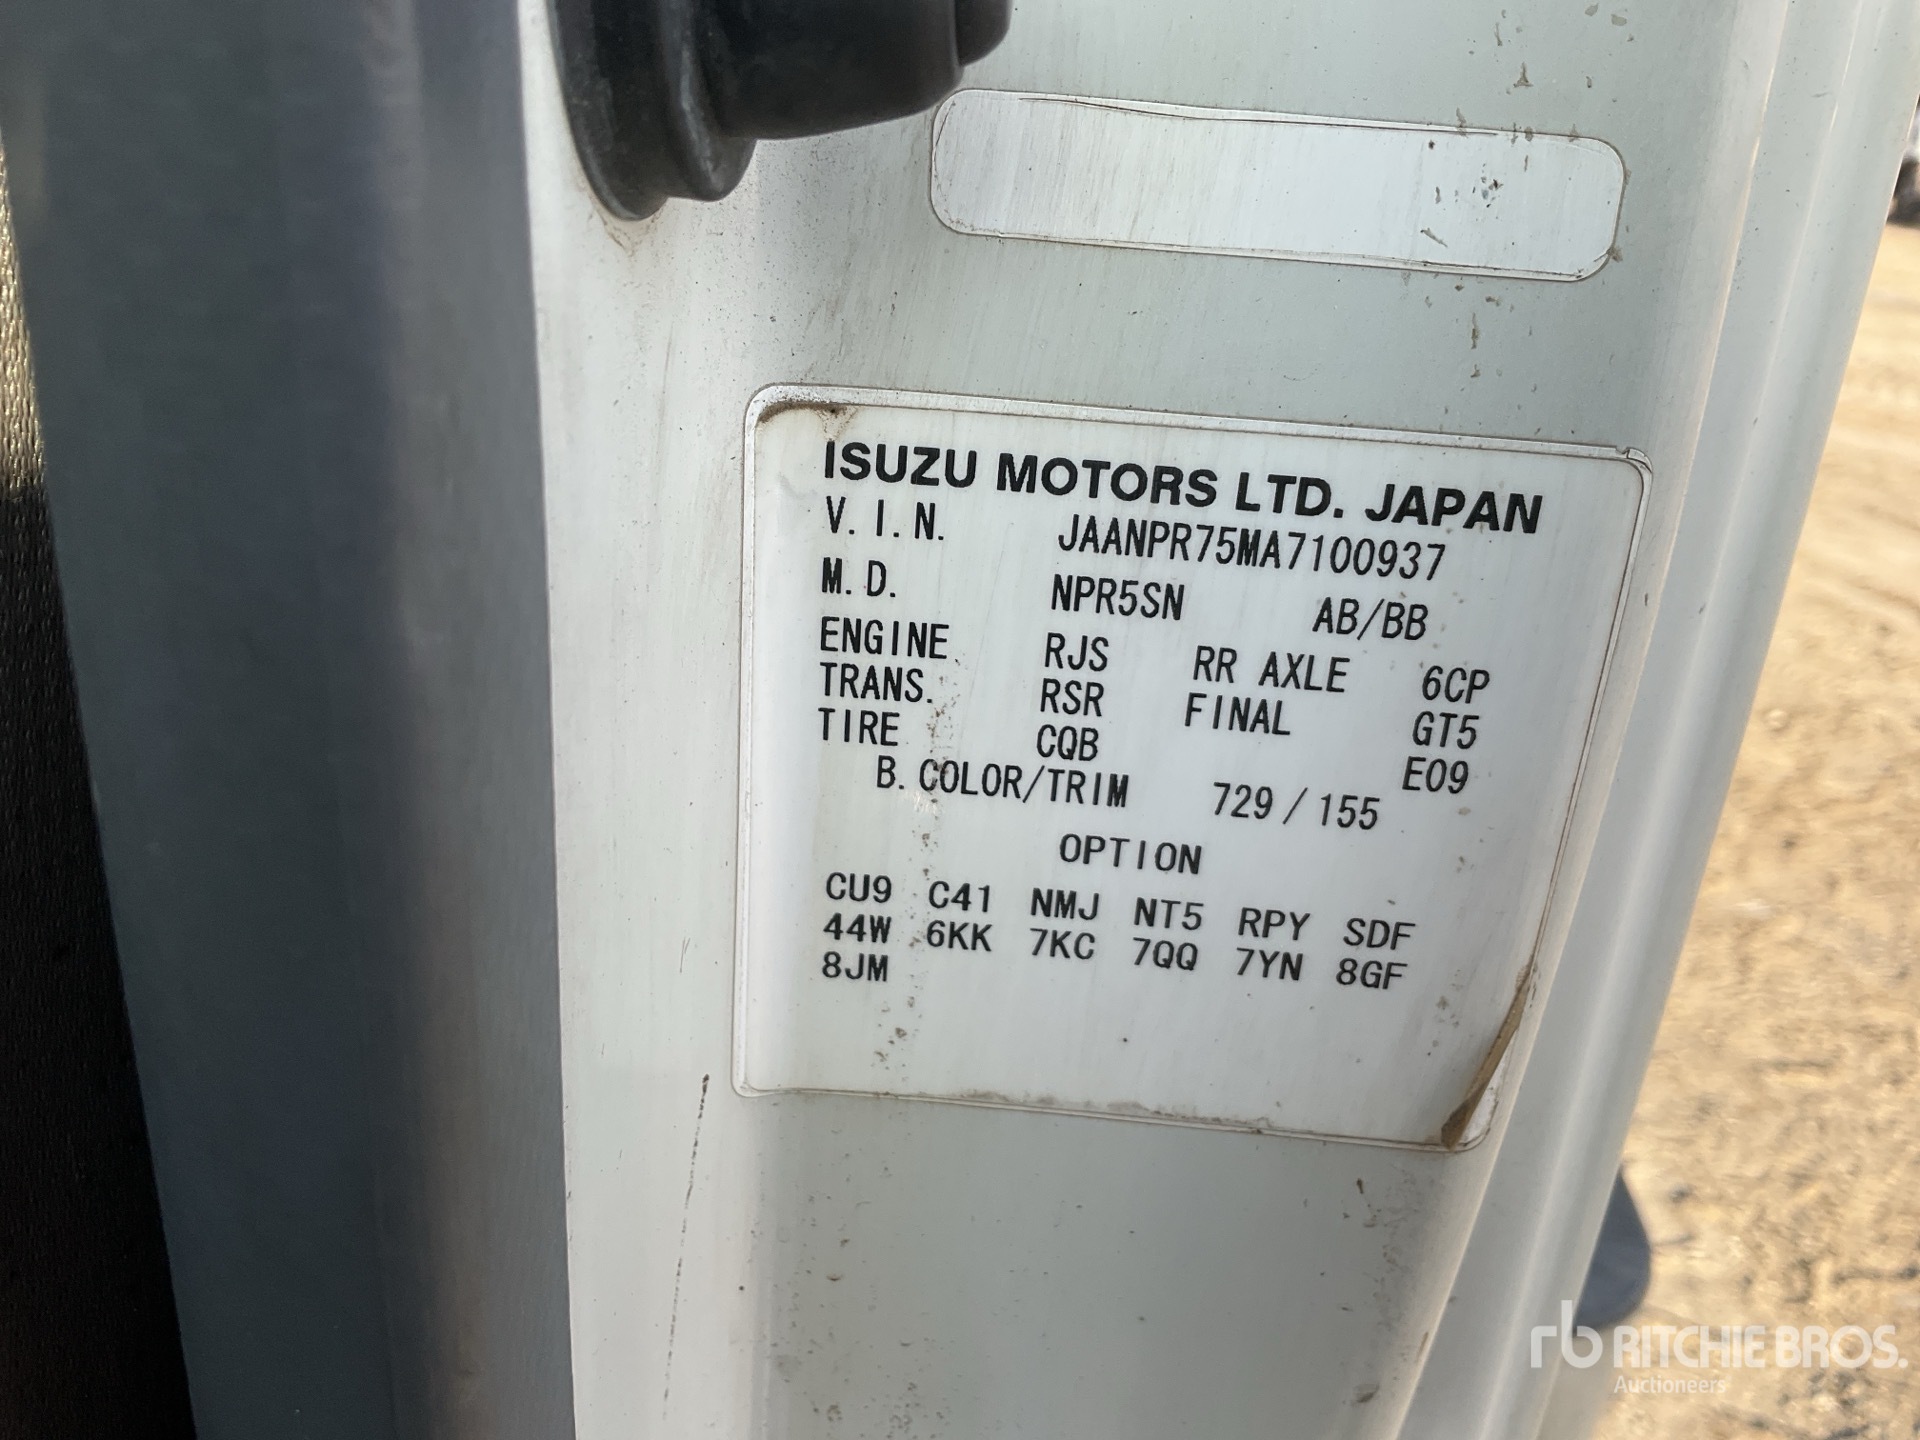 ISUZU MOTORS LTD. JAPAN
V.I.N. JAANPR75MA7100937
M.D. NPR5SN AB/BB
ENGINE RJS RR AXLE 6CP
TRANS. RSR FINAL GT5
TIRE CQB E09
B.COLOR/TRIM 729/155
OPTION
CU9 C41 NMJ NT5 RPY SDF
44W 6KK 7KC 7QQ 7YN 8GF
8JM
rb RITCHIE BROS.
Auctioneers